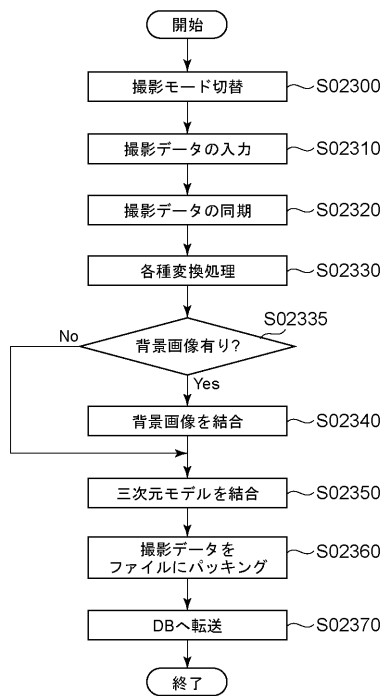 開始
撮影モード切替 S02300
撮影データの入力 S02310
撮影データの同期 S02320
各種変換処理 S02330
S02335
No
背景画像有り?
Yes
背景画像を結合 S02340
三次元モデルを結合 S02350
撮影データを
ファイルにパッキング S02360
DBへ転送 S02370
終了